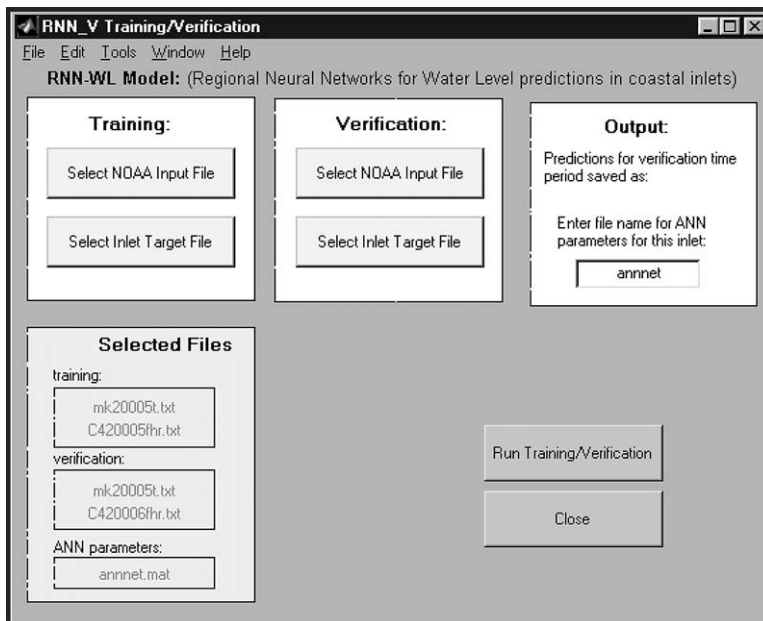 RNN_V Training/Verification
File Edit Tools Window Help
RNN-WL Model: (Regional Neural Networks for Water Level predictions in coastal inlets)
Training:
Select NOAA Input File
Select Inlet Target File
Verification:
Select NOAA Input File
Select Inlet Target File
Output:
Predictions for verification time
period saved as:
Enter file name for ANN
parameters for this inlet:
annnet
Selected Files
training:
mk20005t.txt
C420005fhr.txt
verification:
mk20005t.txt
C420006fhr.txt
ANN parameters:
annnet.mat
Run Training/Verification
Close